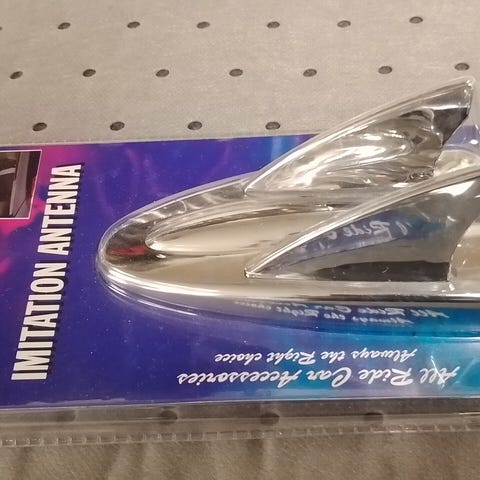 IMITATION ANTENNA
All Ride Car Accessories
Always the Right choice